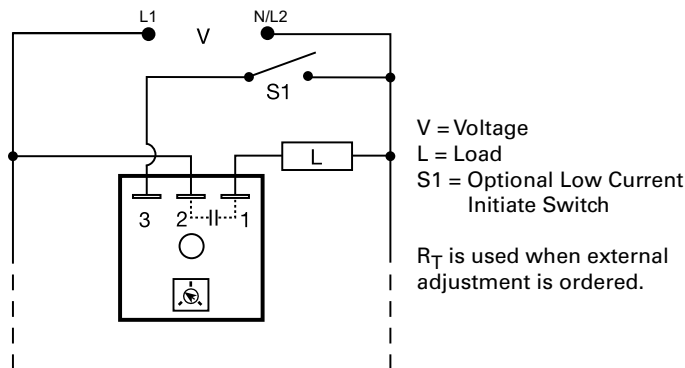 L1
V
N/L2
S1
L
3
2
1
V = Voltage
L = Load
S1 = Optional Low Current
Initiate Switch
RT is used when external
adjustment is ordered.